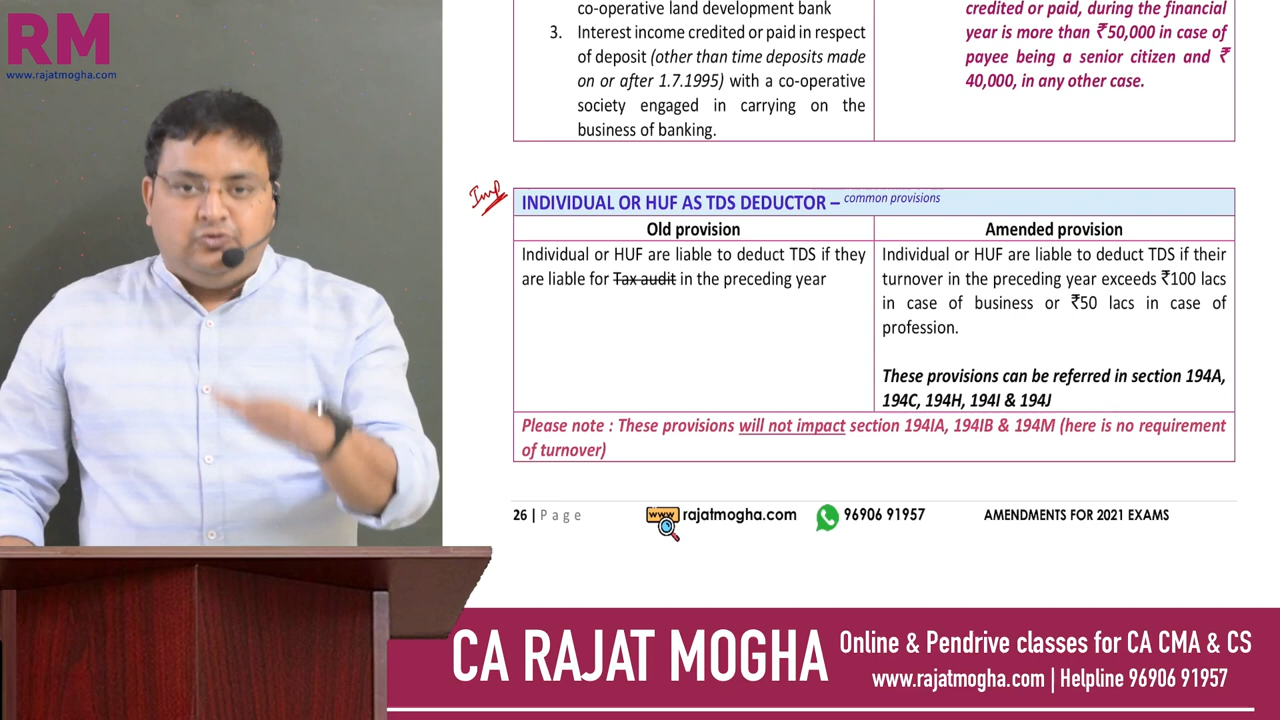 RM
www.rajatmogha.com
co-operative land development bank
3. Interest income credited or paid in respect
of deposit (other than time deposits made
on or after 1.7.1995) with a co-operative
society engaged in carrying on the
business of banking.
credited or paid, during the financial
year is more than ₹50,000 in case of
payee being a senior citizen and ₹
40,000, in any other case.
Imp
INDIVIDUAL OR HUF AS TDS DEDUCTOR – common provisions
Old provision
Individual or HUF are liable to deduct TDS if they
are liable for Tax audit in the preceding year
Amended provision
Individual or HUF are liable to deduct TDS if their
turnover in the preceding year exceeds ₹100 lacs
in case of business or ₹50 lacs in case of
profession.
These provisions can be referred in section 194A,
194C, 194H, 194I & 194J
Please note : These provisions will not impact section 194IA, 194IB & 194M (here is no requirement
of turnover)
26 | Page
www
rajatmogha.com
96906 91957
AMENDMENTS FOR 2021 EXAMS
CA RAJAT MOGHA
Online & Pendrive classes for CA CMA & CS
www.rajatmogha.com | Helpline 96906 91957